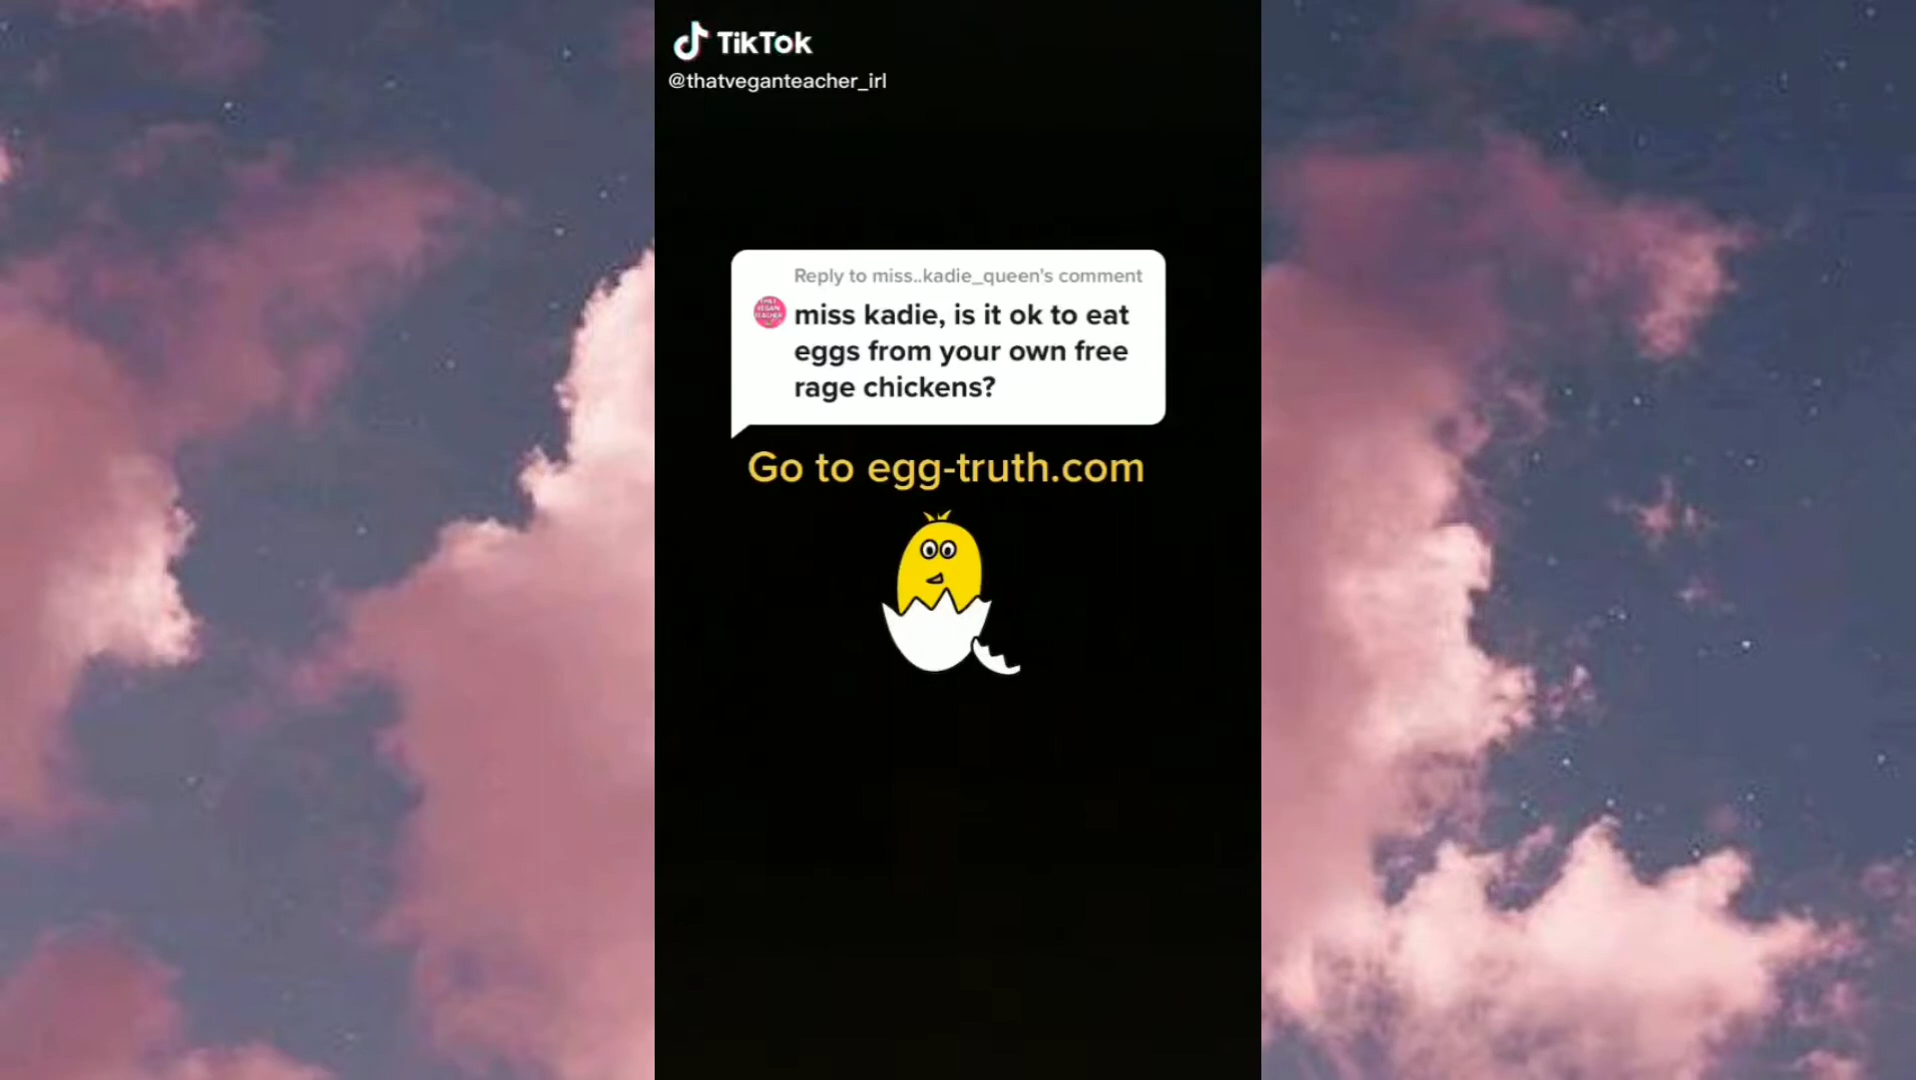 TikTok
@thatveganteacher_irl
Reply to miss..kadie_queen's comment
miss kadie, is it ok to eat
eggs from your own free
rage chickens?
Go to egg-truth.com